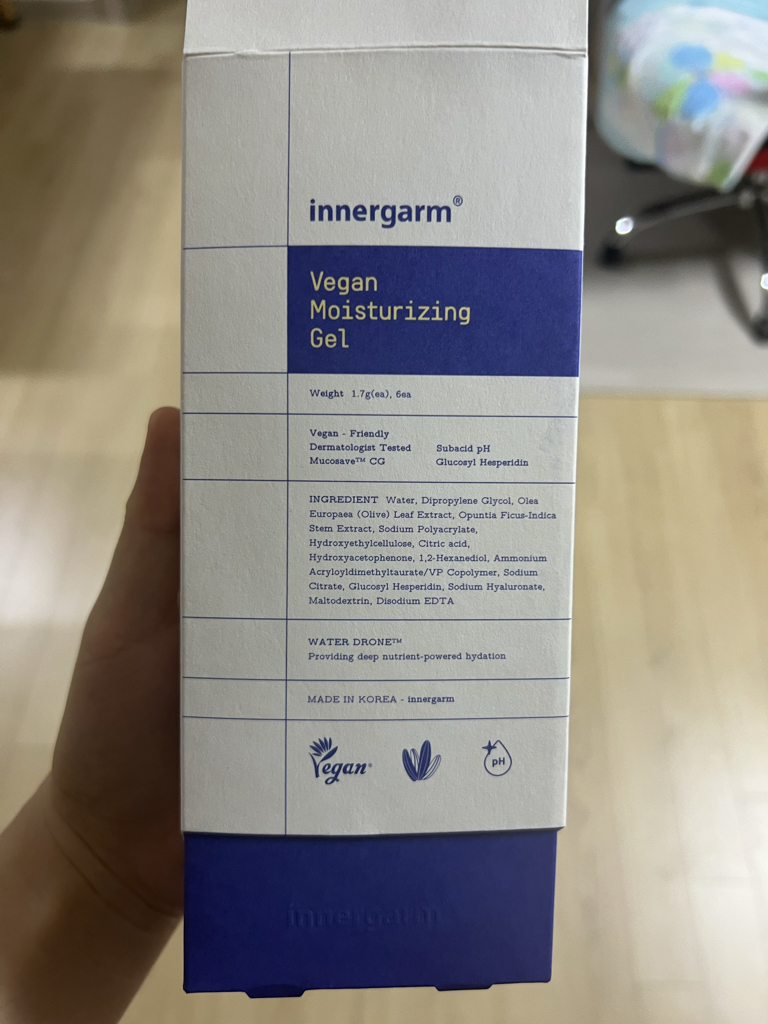 innergarm®
Vegan
Moisturizing
Gel
Weight 1.7g(ea), 6ea
Vegan - Friendly
Dermatologist Tested
Mucosave™ CG
Subacid pH
Glucosyl Hesperidin
INGREDIENT Water, Dipropylene Glycol, Olea
Europaea (Olive) Leaf Extract, Opuntia Ficus-Indica
Stem Extract, Sodium Polyacrylate,
Hydroxyethylcellulose, Citric acid,
Hydroxyacetophenone, 1,2-Hexanediol, Ammonium
Acryloyldimethyltaurate/VP Copolymer, Sodium
Citrate, Glucosyl Hesperidin, Sodium Hyaluronate,
Maltodextrin, Disodium EDTA
WATER DRONE™
Providing deep nutrient-powered hydation
MADE IN KOREA - innergarm
Vegan®
pH
innergarm